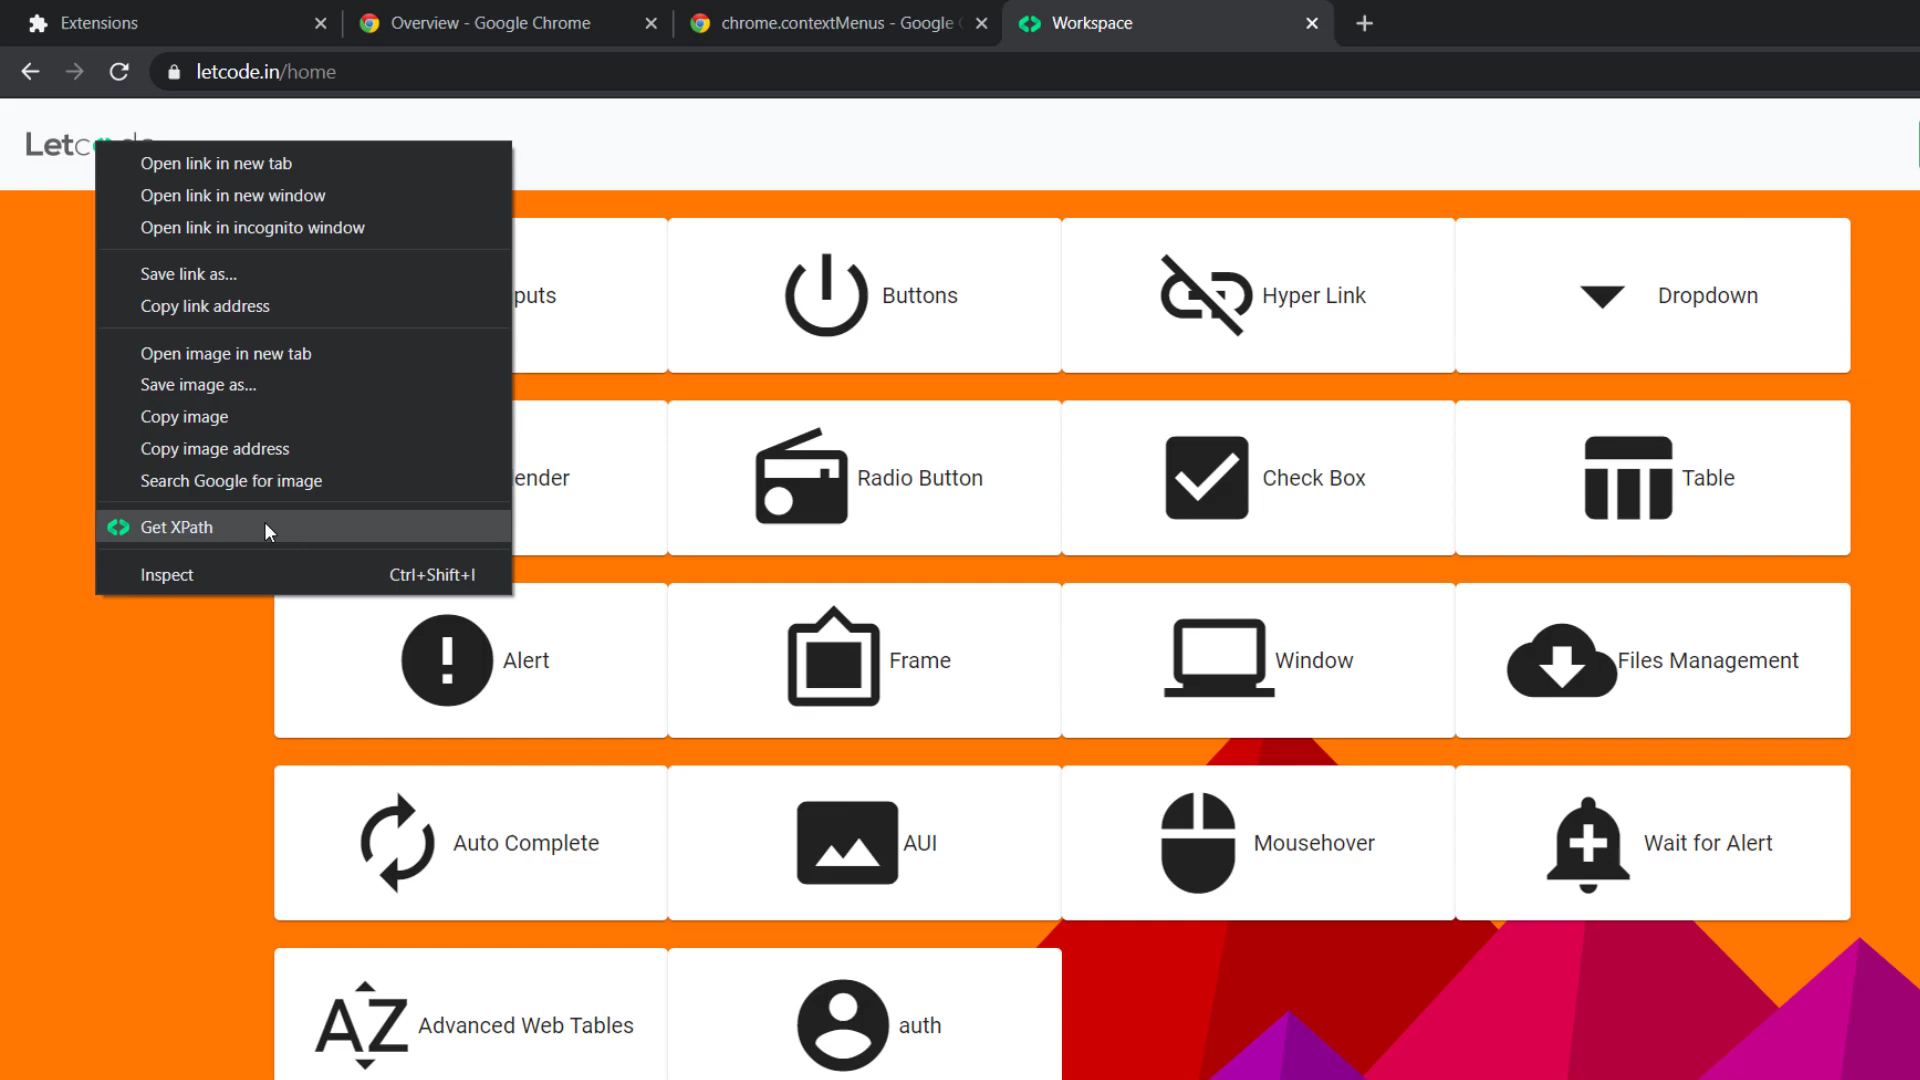 Extensions
Overview - Google Chrome
chrome.contextMenus - Google
Workspace
letcode.in/home
Letc
Open link in new tab
Open link in new window
Open link in incognito window
Save link as...
Copy link address
Open image in new tab
Save image as...
Copy image
Copy image address
Search Google for image
Get XPath
Inspect Ctrl+Shift+I
puts
Buttons
Hyper Link
Dropdown
ender
Radio Button
Check Box
Table
Alert
Frame
Window
Files Management
Auto Complete
AUI
Mousehover
Wait for Alert
AZ Advanced Web Tables
auth